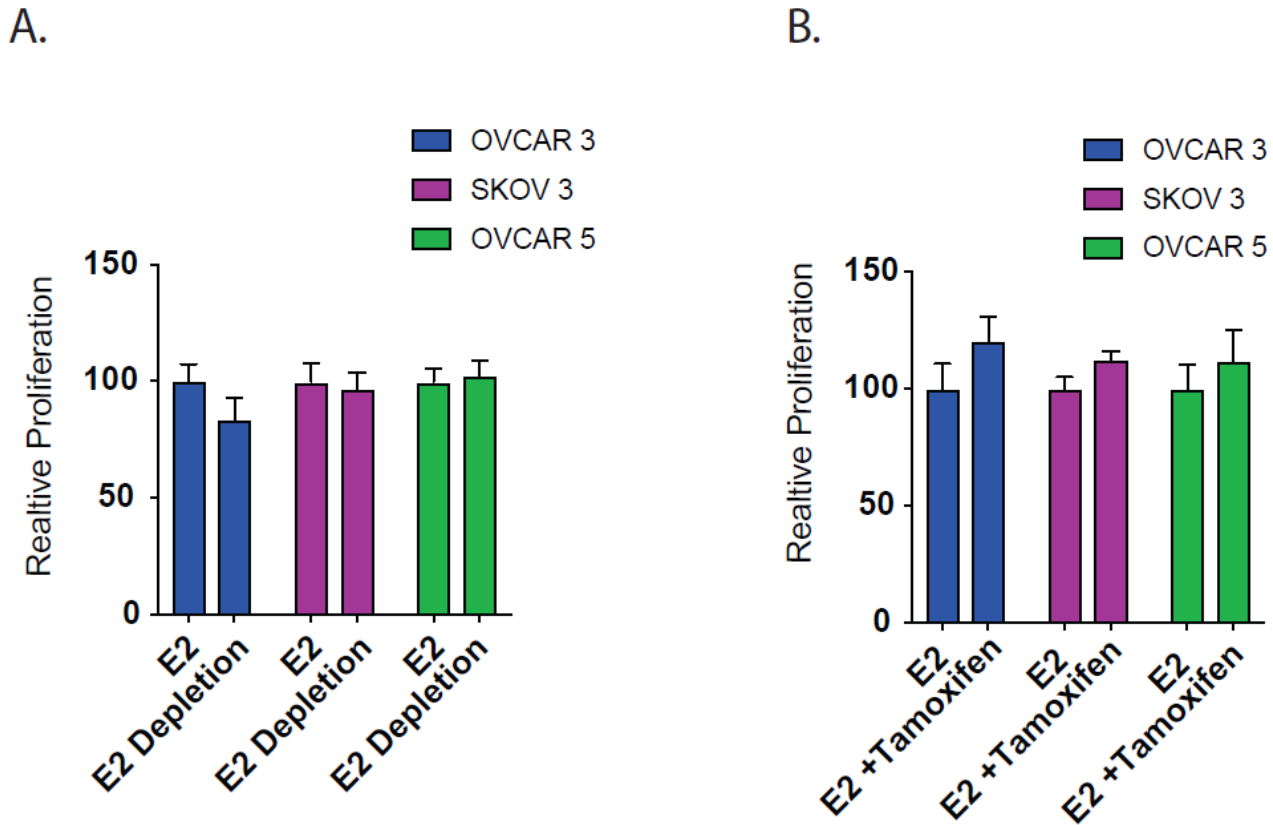 A.
OVCAR 3
SKOV 3
OVCAR 5
Realtive Proliferation
150
100
50
0
E2
E2 Depletion
E2
E2 Depletion
E2
E2 Depletion
B.
OVCAR 3
SKOV 3
OVCAR 5
Realtive Proliferation
150
100
50
0
E2
E2 +Tamoxifen
E2
E2 +Tamoxifen
E2
E2 +Tamoxifen